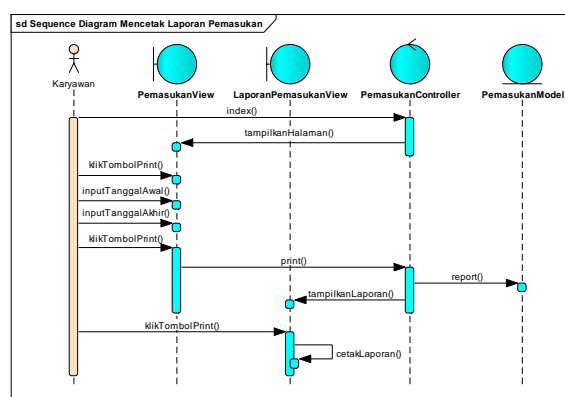 sd Sequence Diagram Mencetak Laporan Pemasukan
Karyawan
PemasukanView
LaporanPemasukanView
PemasukanController
PemasukanModel
index()
tampilkanHalaman()
klikTombolPrint()
inputTanggalAwal()
inputTanggalAkhir()
klikTombolPrint()
print()
report()
tampilkanLaporan()
klikTombolPrint()
cetakLaporan()